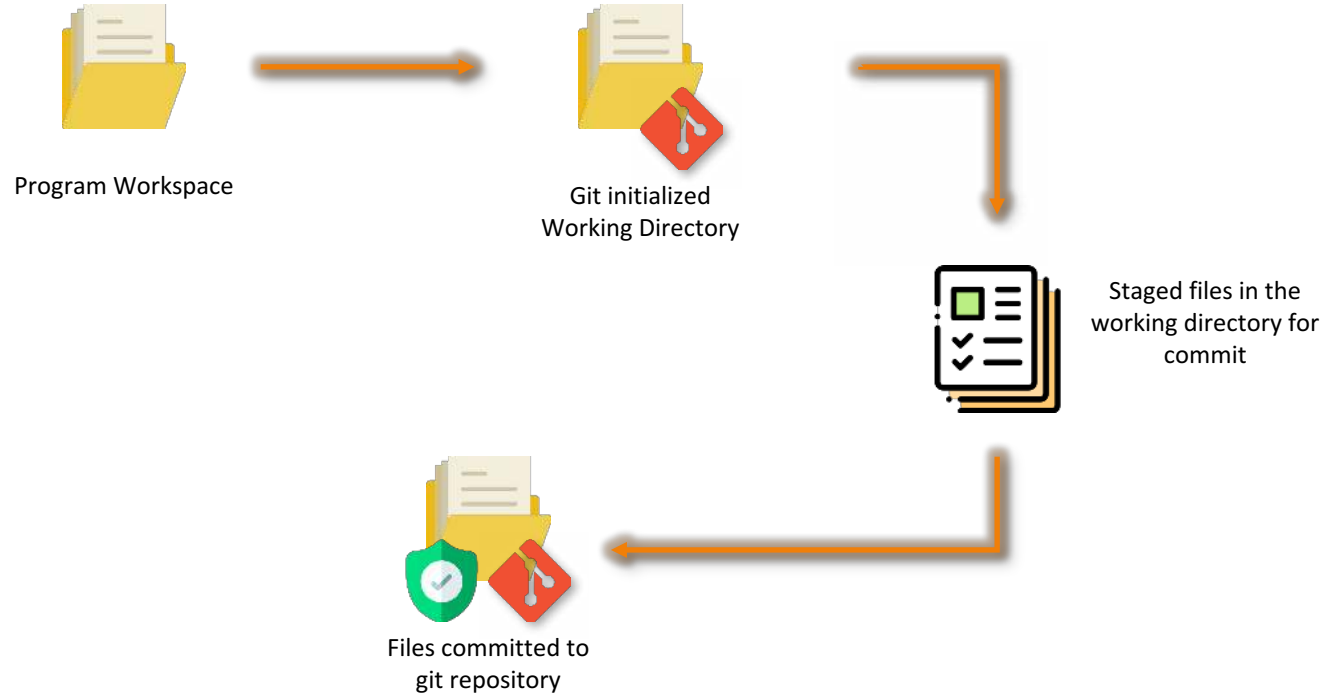 Program Workspace
Git initialized
Working Directory
Staged files in the
working directory for
commit
Files committed to
git repository